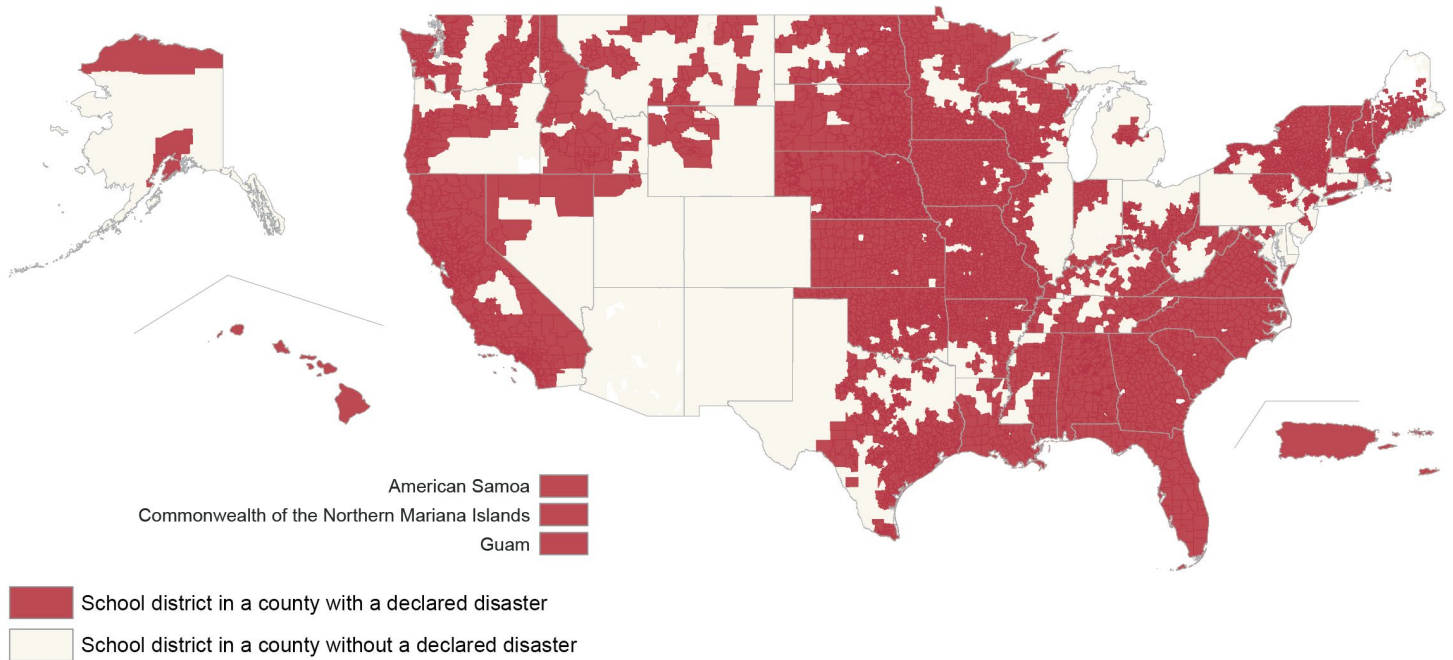 American Samoa
Commonwealth of the Northern Mariana Islands
Guam
School district in a county with a declared disaster
School district in a county without a declared disaster